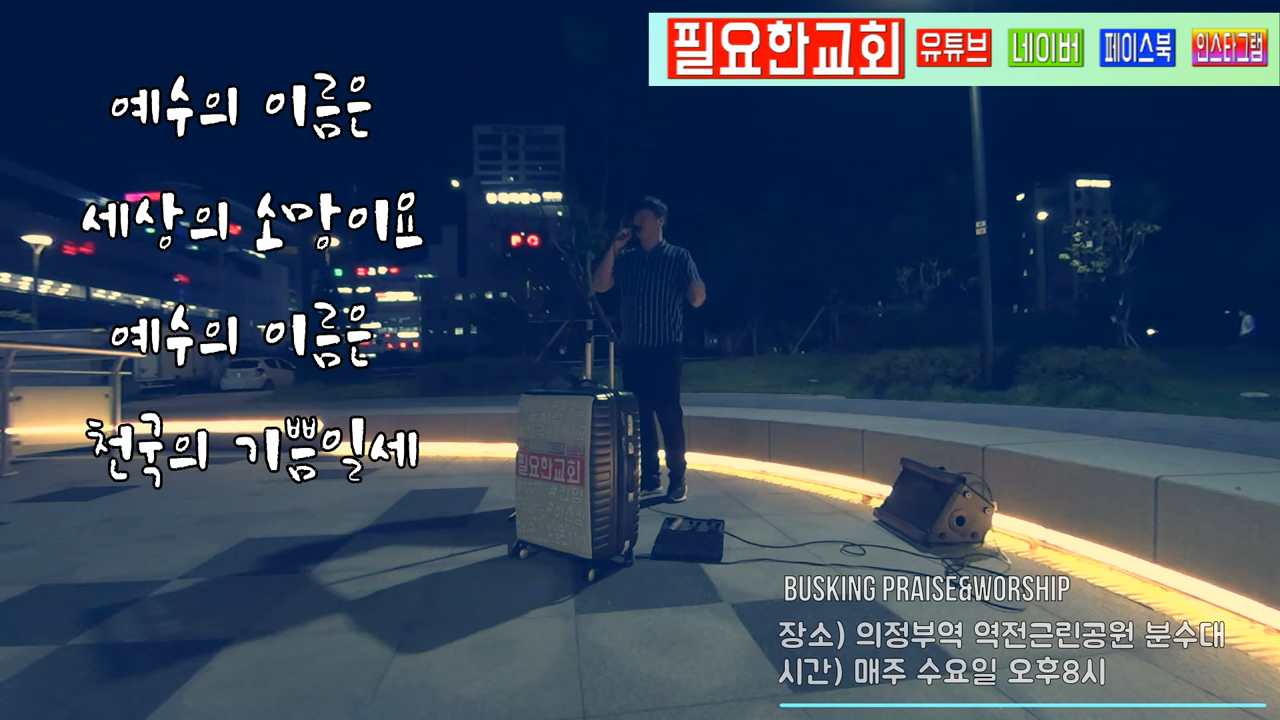 필요한교회 유튜브 네이버 페이스북 인스타그램
예수의 이름은
세상의 소망이요
예수의 이름은
천국의 기쁨일세
필요한교회
BUSKING PRAISE&WORSHIP
장소) 의정부역 역전근린공원 분수대
시간) 매주 수요일 오후8시